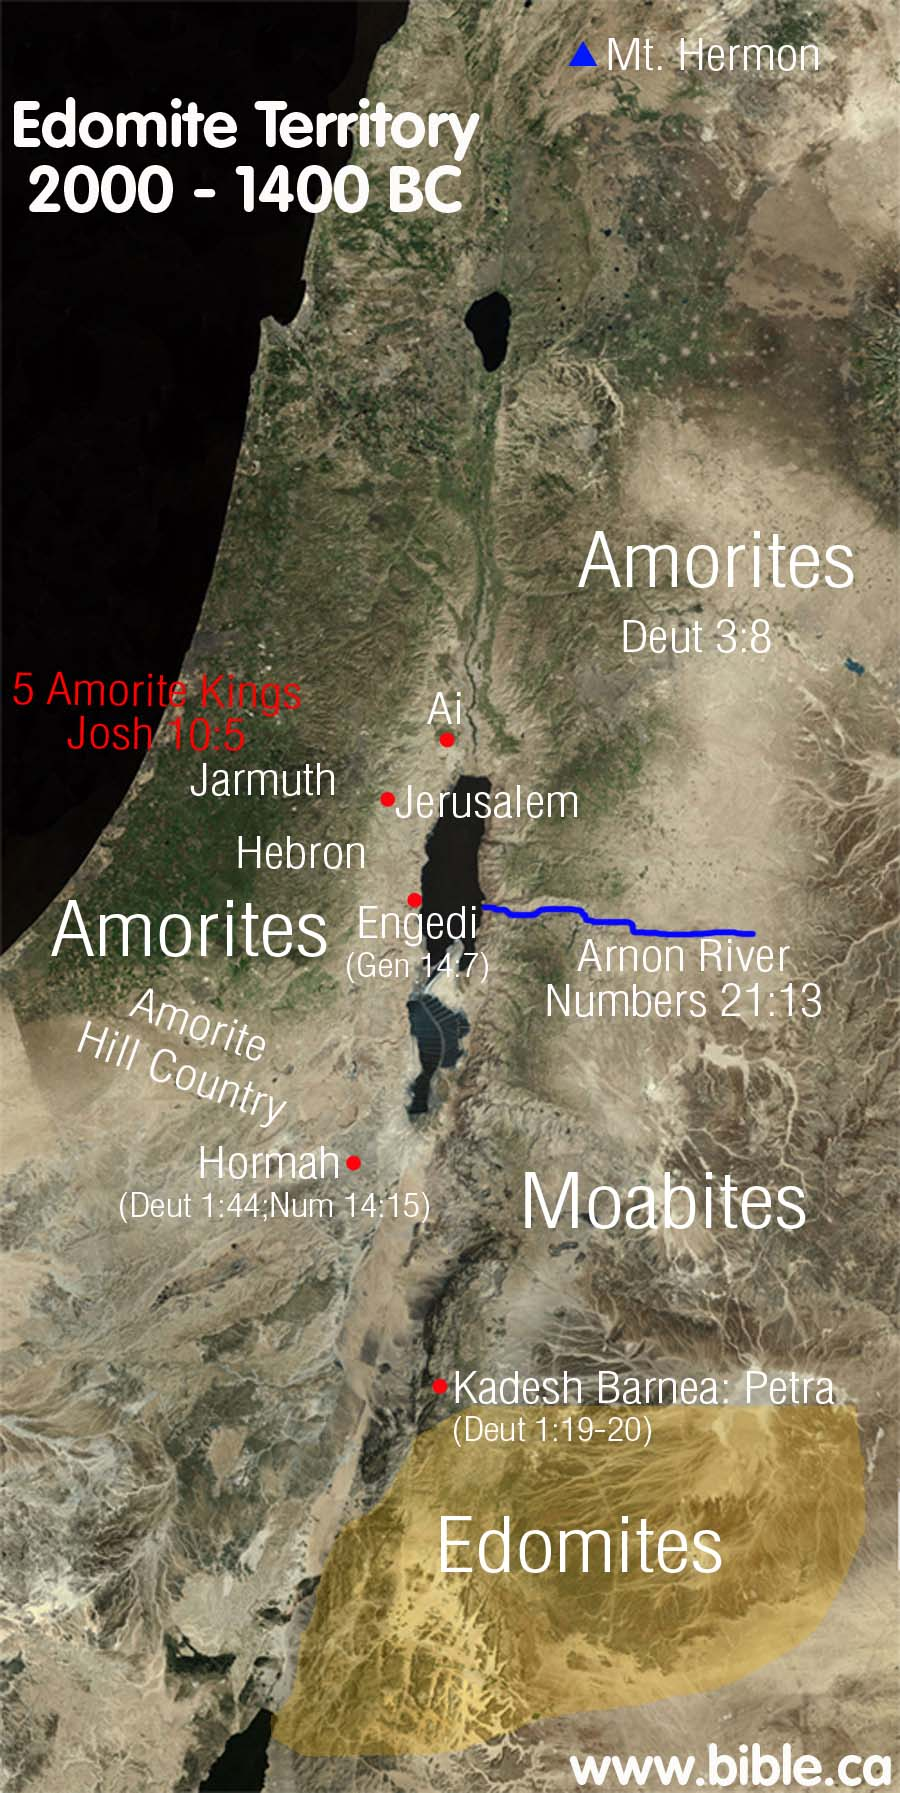 Mt. Hermon
Edomite Territory
2000 - 1400 BC
Amorites
Deut 3:8
5 Amorite Kings
Josh 10:5
Ai
Jarmuth
Jerusalem
Hebron
Amorites
Engedi
(Gen 14:7)
Arnon River
Numbers 21:13
Amorite
Hill Country
Hormah
(Deut 1:44;Num 14:15)
Moabites
Kadesh Barnea: Petra
(Deut 1:19-20)
Edomites
www.bible.ca